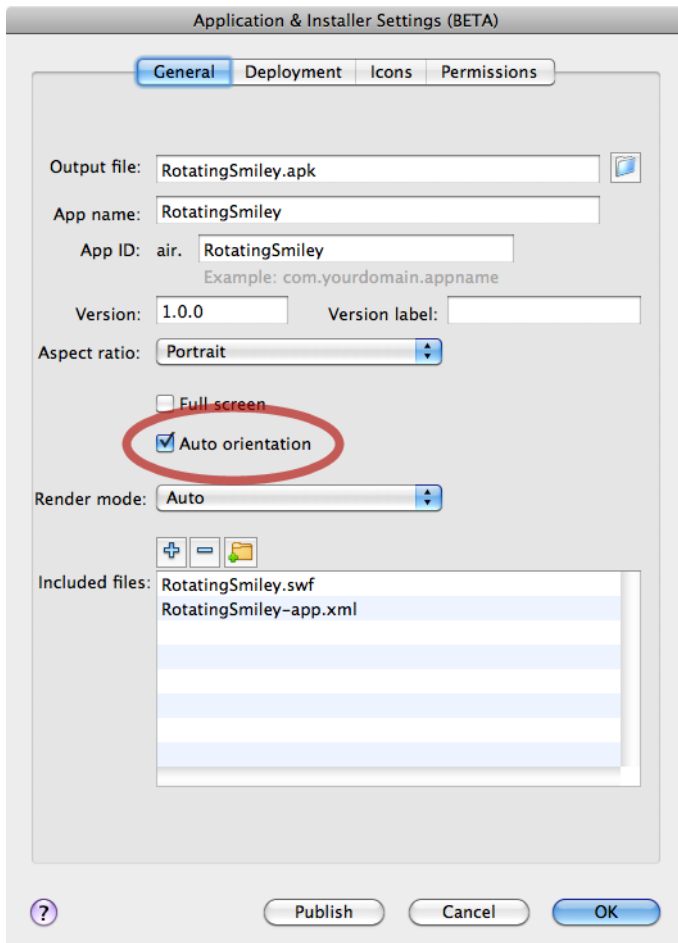 Application & Installer Settings (BETA)
General Deployment Icons Permissions
Output file: RotatingSmiley.apk
App name: RotatingSmiley
App ID: air. RotatingSmiley
Example: com.yourdomain.appname
Version: 1.0.0 Version label:
Aspect ratio: Portrait
Full screen
Auto orientation
Render mode: Auto
Included files: RotatingSmiley.swf
RotatingSmiley-app.xml
? Publish Cancel OK